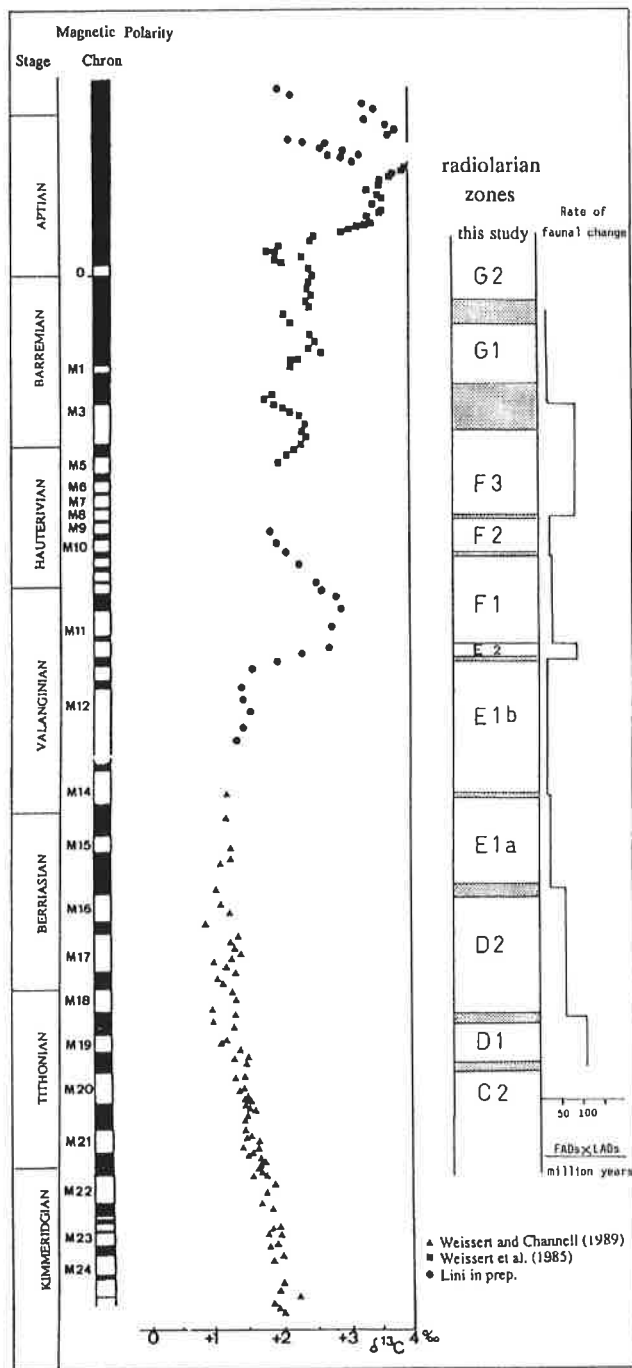 Magnetic Polarity
Stage Chron
APTIAN
BARREMIAN
HAUTERIVIAN
VALANGINIAN
BERRIASIAN
TITHONIAN
KIMMERIDGIAN
0
M1
M3
M5
M6
M7
M8
M9
M10
M11
M12
M14
M15
M16
M17
M18
M19
M20
M21
M22
M23
M24
radiolarian
zones
this study
Rate of
faunal change
G2
G1
F3
F2
F1
E2
E1b
E1a
D2
D1
C2
50 100
FADs×LADs
million years
▲ Weissert and Channell (1989)
■ Weissert et al. (1985)
● Lini in prep.
0 +1 +2 +3 4 ‰
δ13C